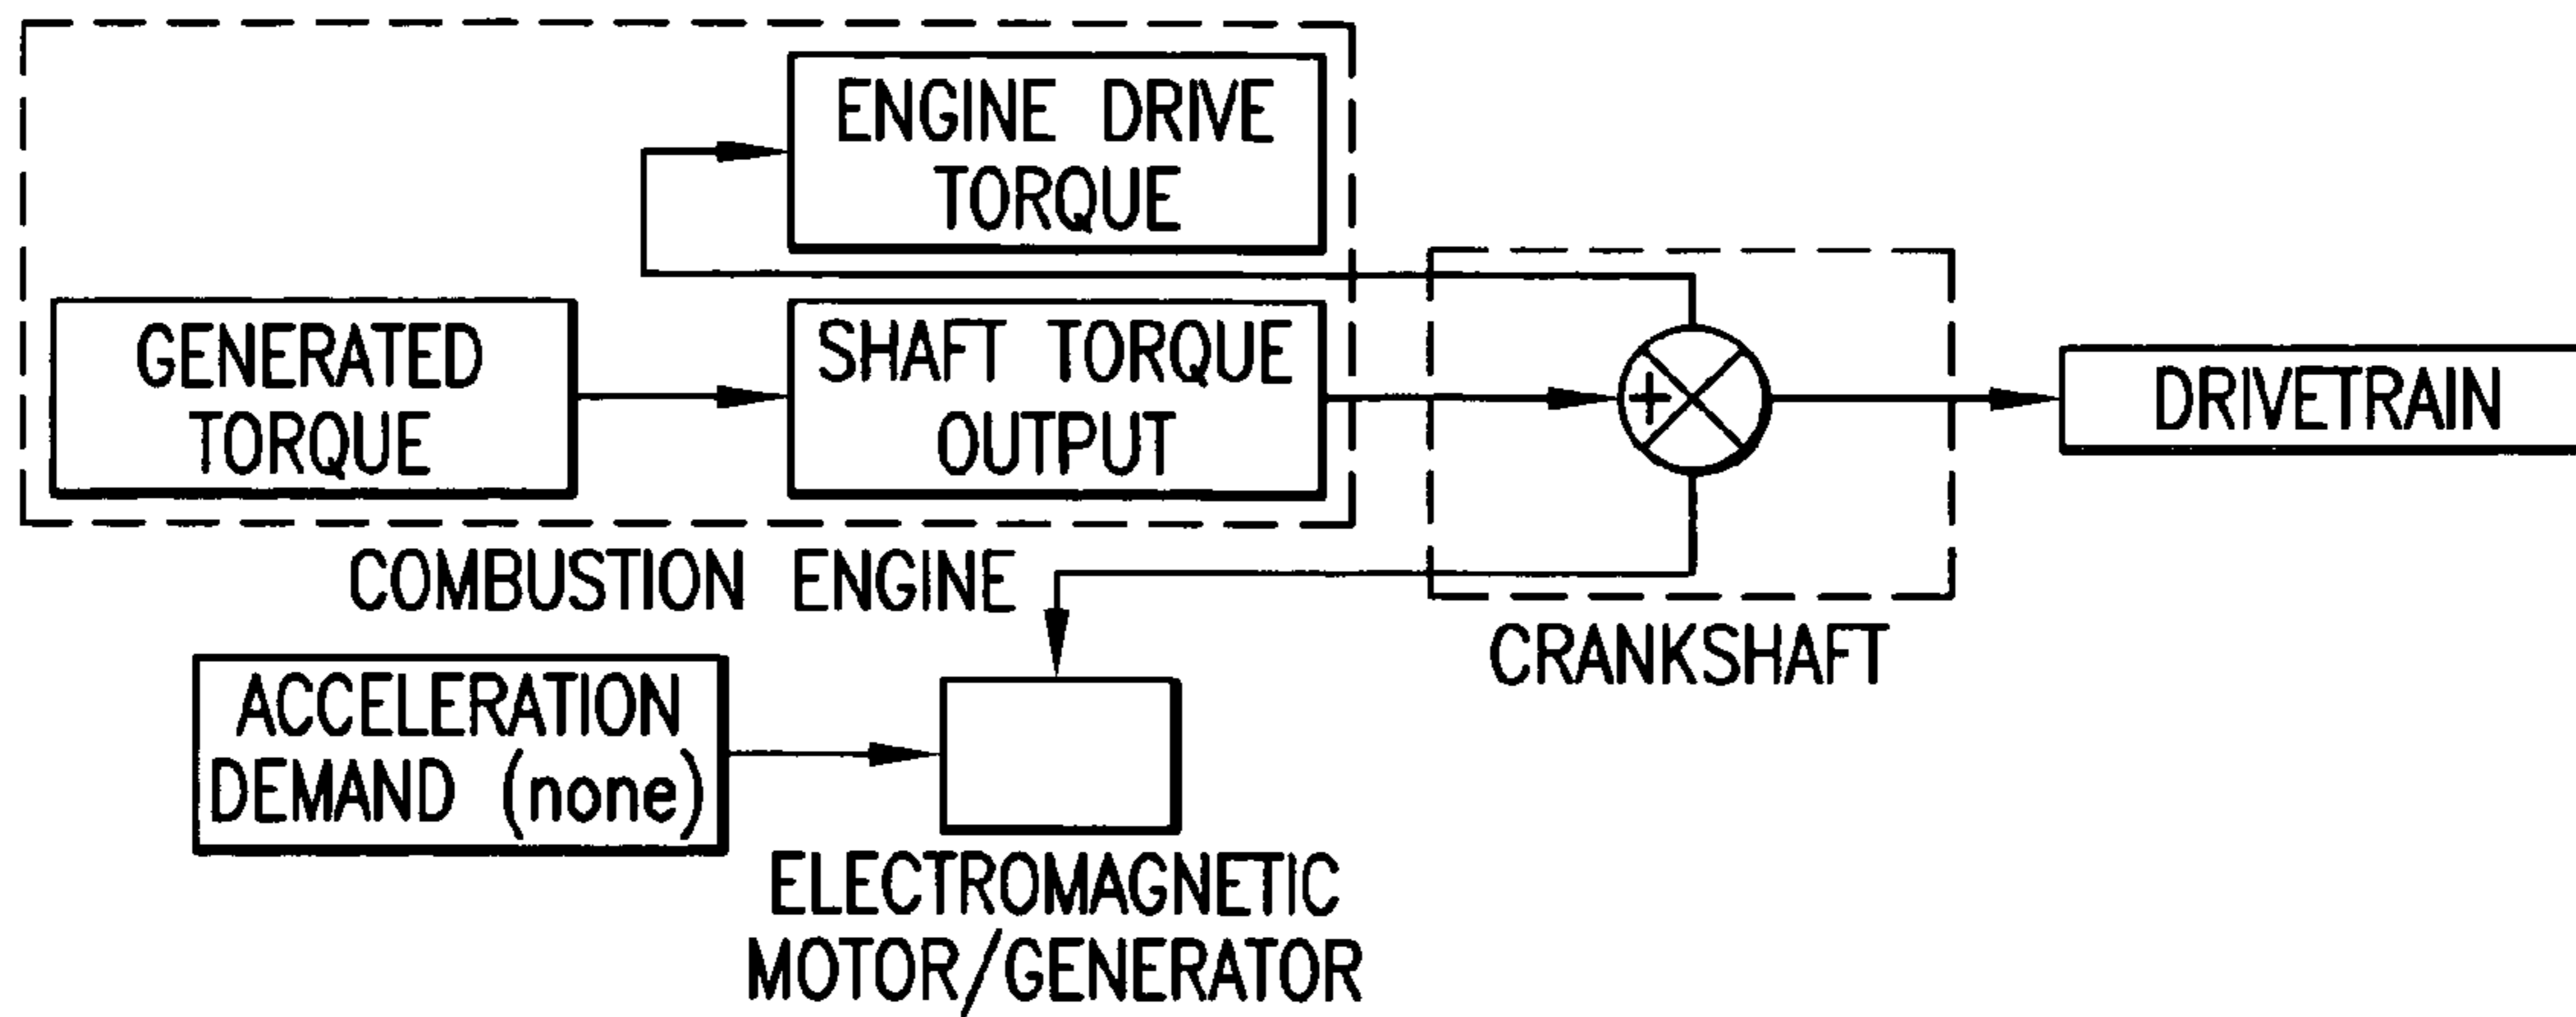 ENGINE DRIVE
TORQUE
GENERATED
TORQUE
SHAFT TORQUE
OUTPUT
+
DRIVETRAIN
COMBUSTION ENGINE
CRANKSHAFT
ACCELERATION
DEMAND (none)
ELECTROMAGNETIC
MOTOR/GENERATOR